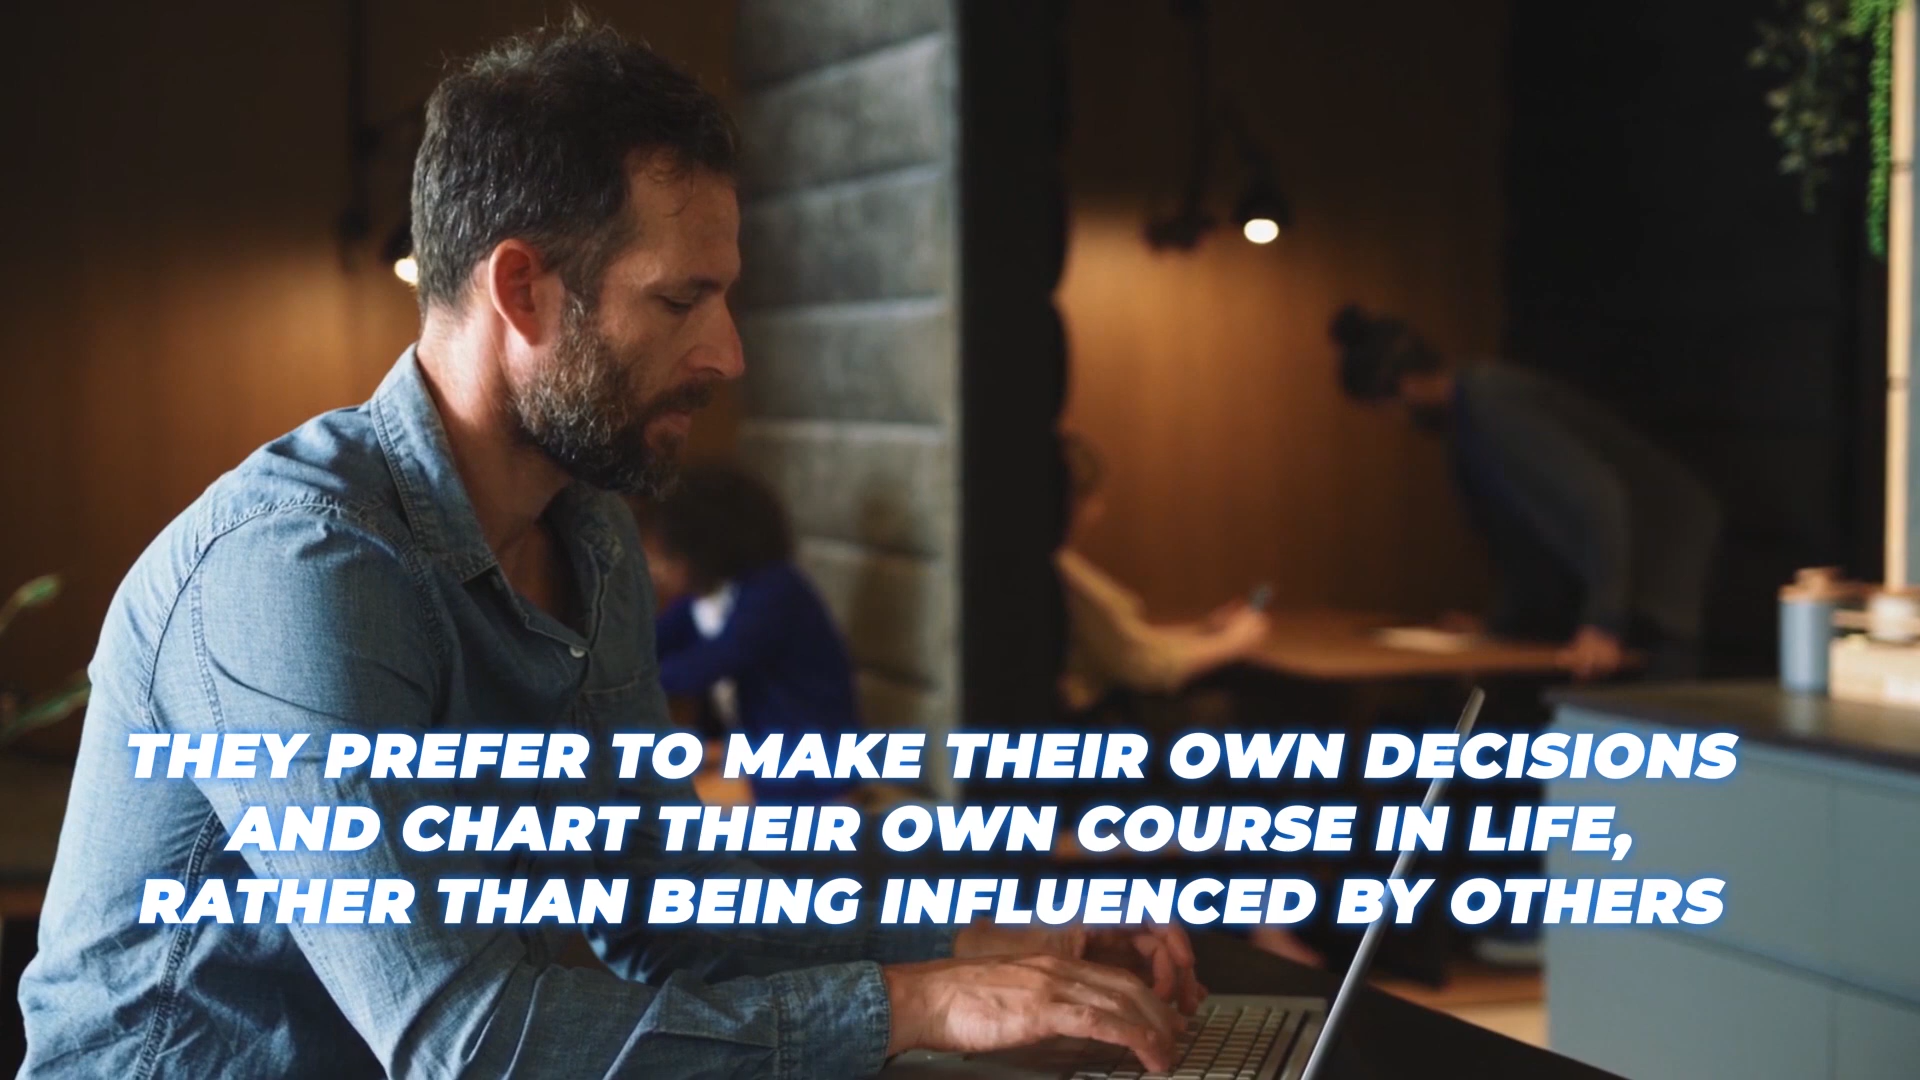 THEY PREFER TO MAKE THEIR OWN DECISIONS
AND CHART THEIR OWN COURSE IN LIFE,
RATHER THAN BEING INFLUENCED BY OTHERS